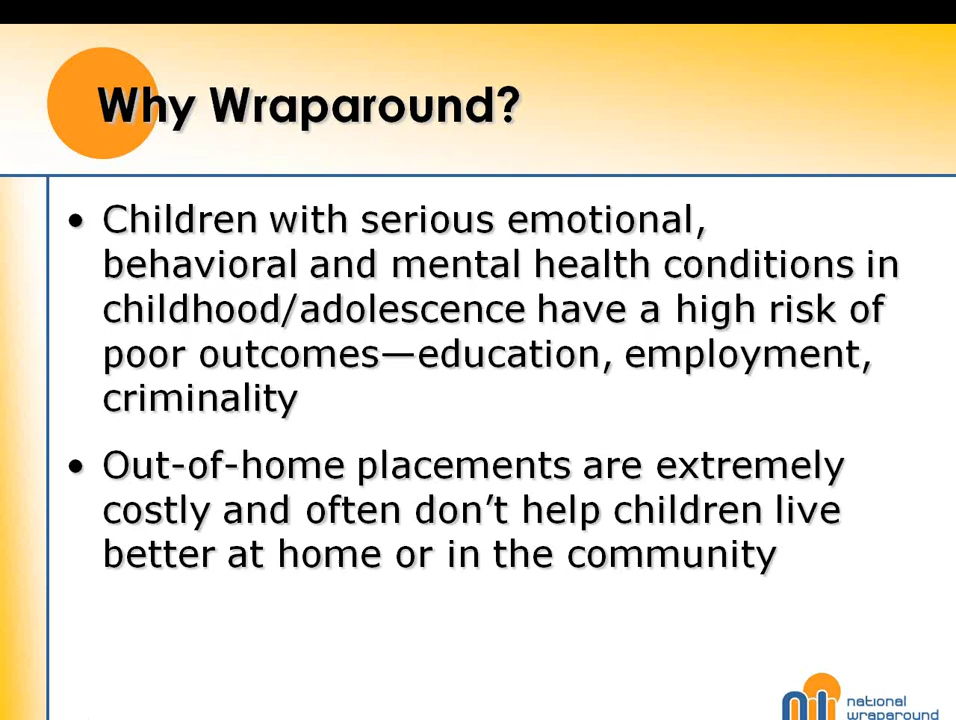 Why Wraparound?
• Children with serious emotional,
behavioral and mental health conditions in
childhood/adolescence have a high risk of
poor outcomes—education, employment,
criminality
• Out-of-home placements are extremely
costly and often don’t help children live
better at home or in the community
national
wraparound